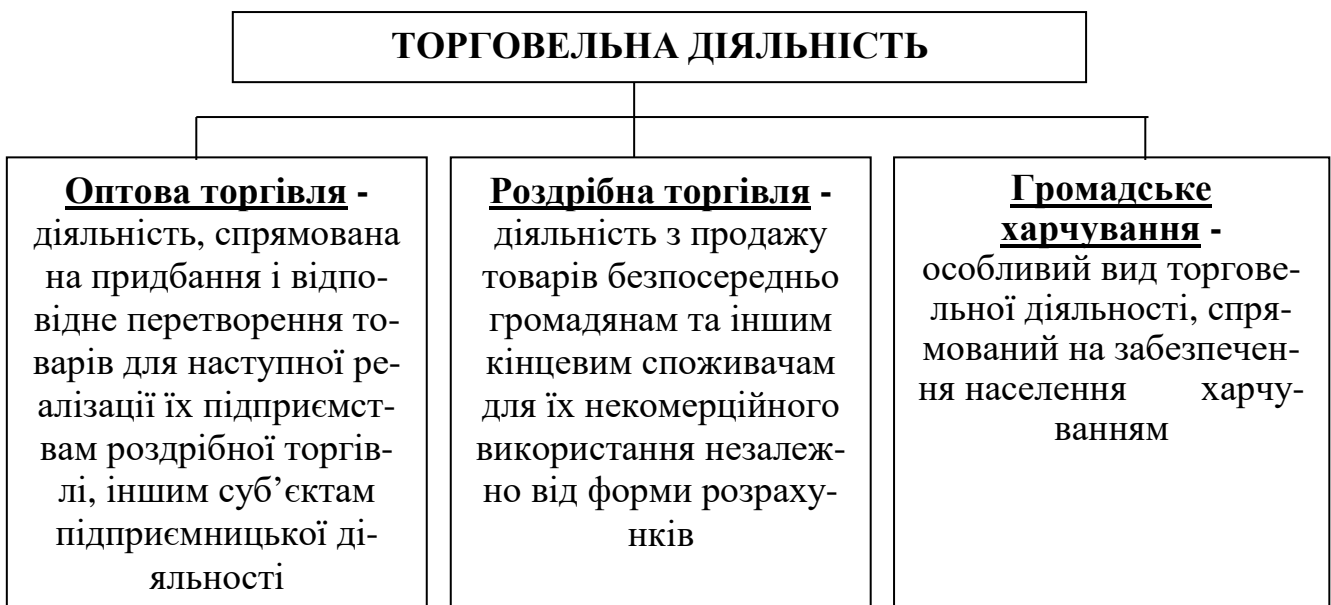 ТОРГОВЕЛЬНА ДІЯЛЬНІСТЬ
Оптова торгівля -
діяльність, спрямована
на придбання і відпо-
відне перетворення то-
варів для наступної ре-
алізації їх підприємст-
вам роздрібної торгів-
лі, іншим суб’єктам
підприємницької ді-
яльності
Роздрібна торгівля -
діяльність з продажу
товарів безпосередньо
громадянам та іншим
кінцевим споживачам
для їх некомерційного
використання незалеж-
но від форми розраху-
нків
Громадське
харчування -
особливий вид торгове-
льної діяльності, спря-
мований на забезпечен-
ня населення харчу-
ванням